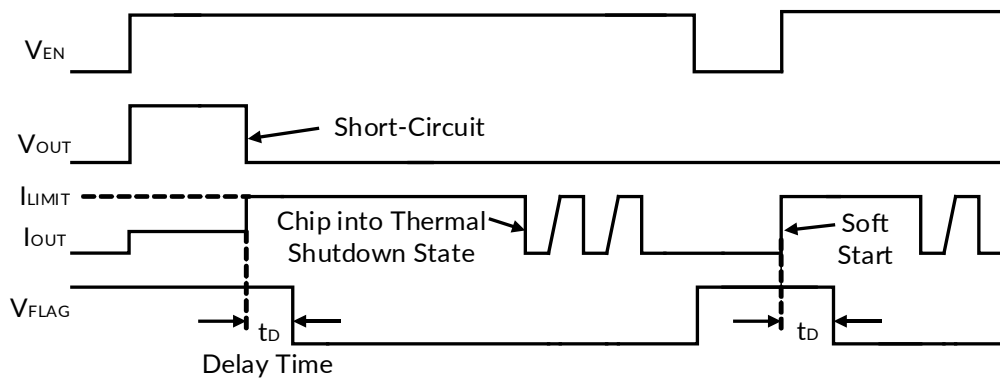 VEN
VOUT
Short-Circuit
ILIMIT
IOUT
Chip into Thermal
Shutdown State
Soft
Start
VFLAG
tD
tD
Delay Time